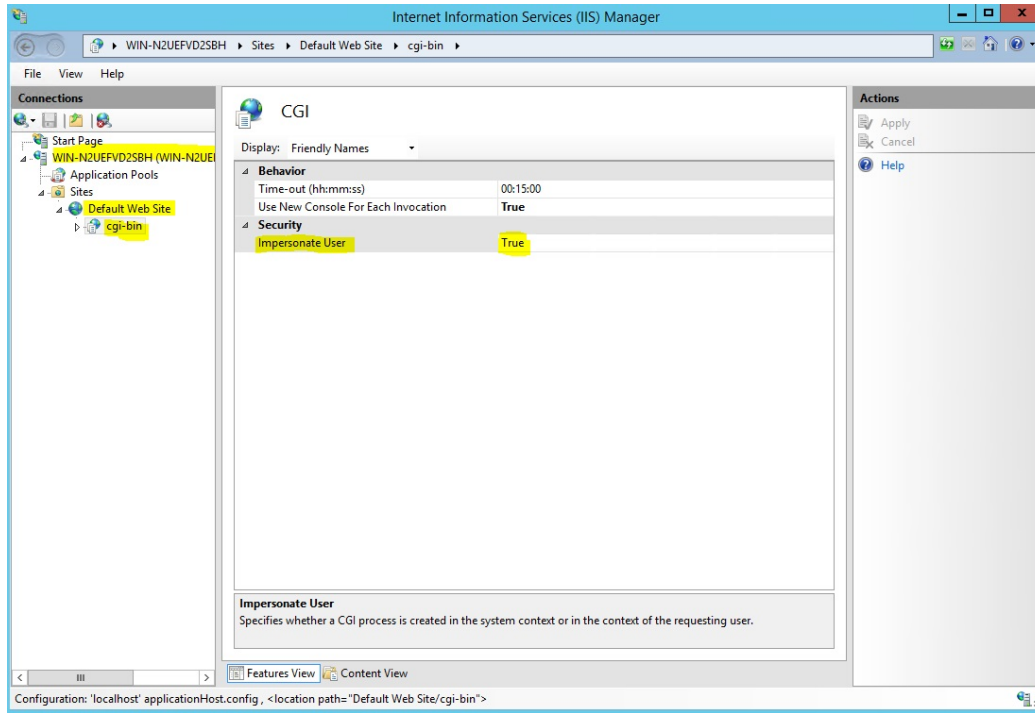 Internet Information Services (IIS) Manager
WIN-N2UEFVD2SBH Sites Default Web Site cgi-bin
File View Help
Connections
Start Page
WIN-N2UEFVD2SBH (WIN-N2UEF
Application Pools
Sites
Default Web Site
cgi-bin
CGI
Display: Friendly Names
Behavior
Time-out (hh:mm:ss) 00:15:00
Use New Console For Each Invocation True
Security
Impersonate User True
Impersonate User
Specifies whether a CGI process is created in the system context or in the context of the requesting user.
Features View Content View
Actions
Apply
Cancel
Help
Configuration: 'localhost' applicationHost.config , <location path="Default Web Site/cgi-bin">